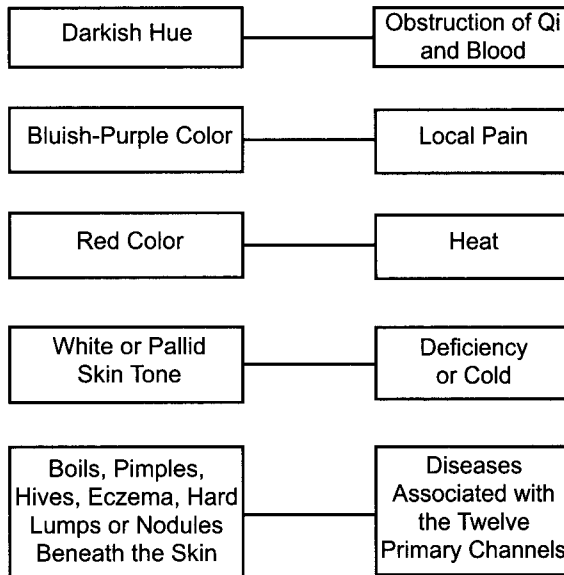 Darkish Hue
Obstruction of Qi
and Blood
Bluish-Purple Color
Local Pain
Red Color
Heat
White or Pallid
Skin Tone
Deficiency
or Cold
Boils, Pimples,
Hives, Eczema, Hard
Lumps or Nodules
Beneath the Skin
Diseases
Associated with
the Twelve
Primary Channels